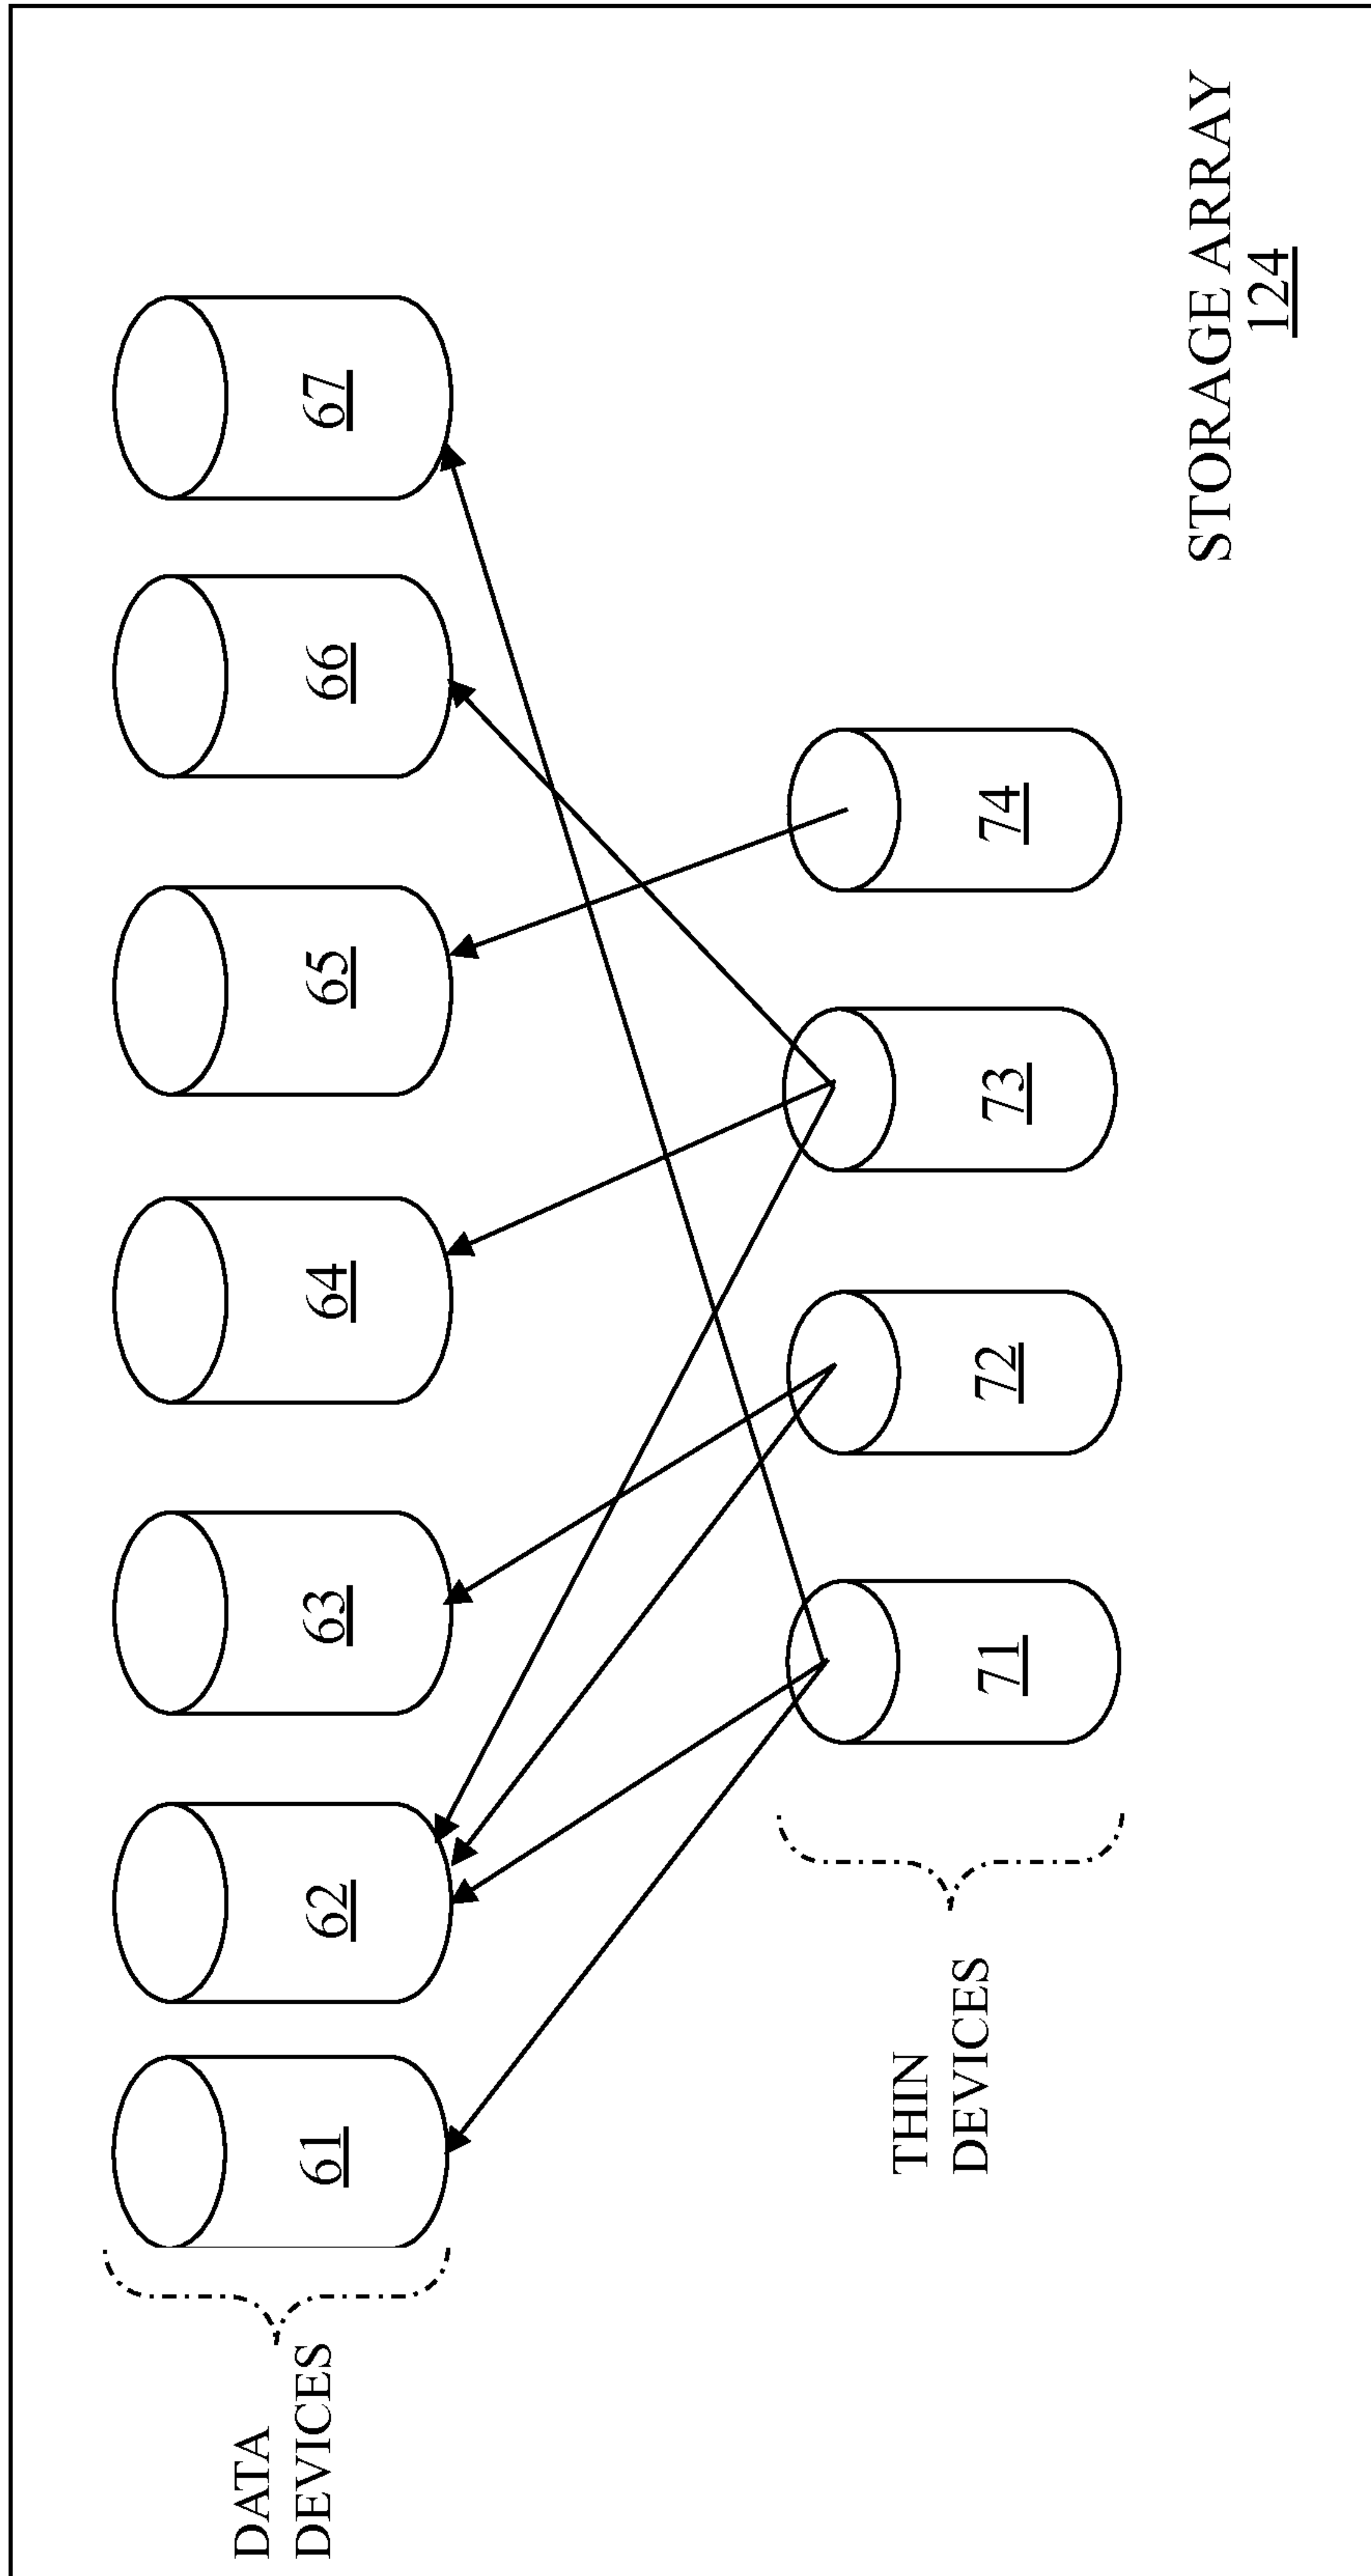 DATA
DEVICES
61
62
63
64
65
66
67
THIN
DEVICES
71
72
73
74
STORAGE ARRAY
124